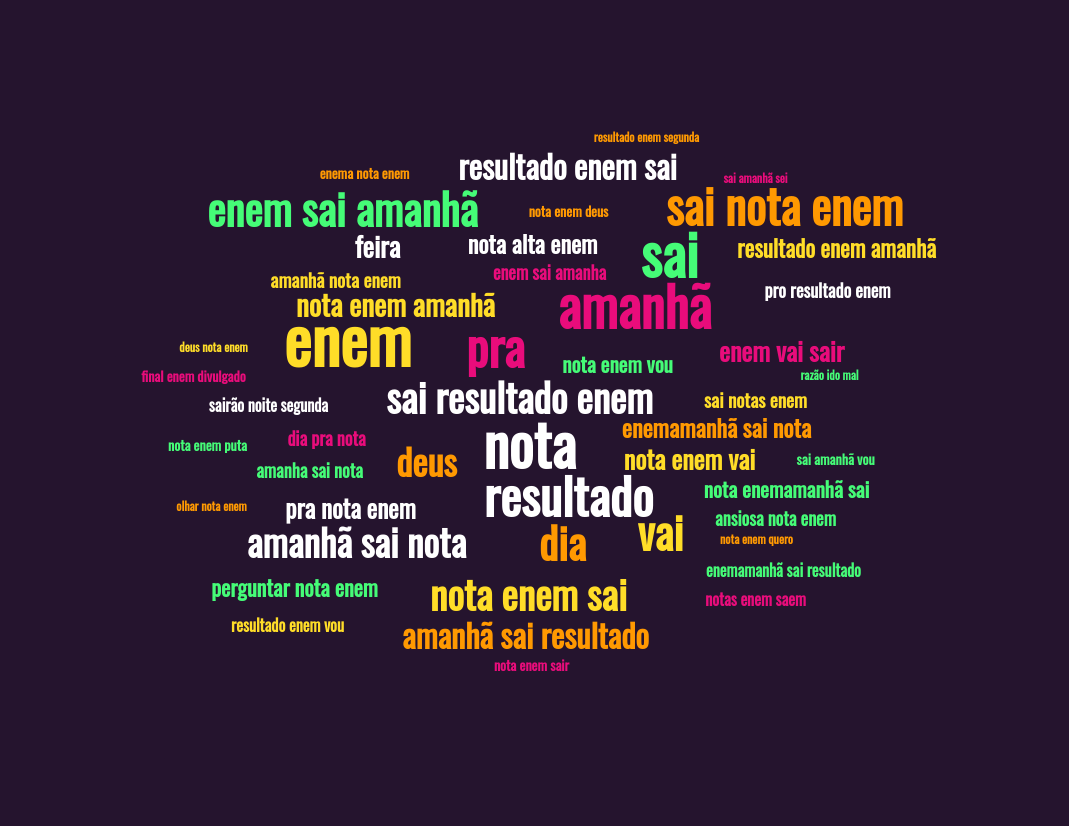 resultado enem segunda
resultado enem sai
enema nota enem
sai amanhã sei
enem sai amanhã
nota enem deus
sai nota enem
feira
nota alta enem
sai
resultado enem amanhã
enem sai amanha
amanhã nota enem
pro resultado enem
nota enem amanhã
amanhã
enem
pra
deus nota enem
enem vai sair
nota enem vou
final enem divulgado
razão ido mal
sairão noite segunda
sai resultado enem
sai notas enem
enemamanhã sai nota
nota enem puta
dia pra nota
nota
deus
nota enem vai
sai amanhã vou
amanha sai nota
nota enemamanhã sai
resultado
olhar nota enem
pra nota enem
ansiosa nota enem
vai
nota enem quero
amanhã sai nota
dia
enemamanhã sai resultado
perguntar nota enem
nota enem sai
notas enem saem
resultado enem vou
amanhã sai resultado
nota enem sair